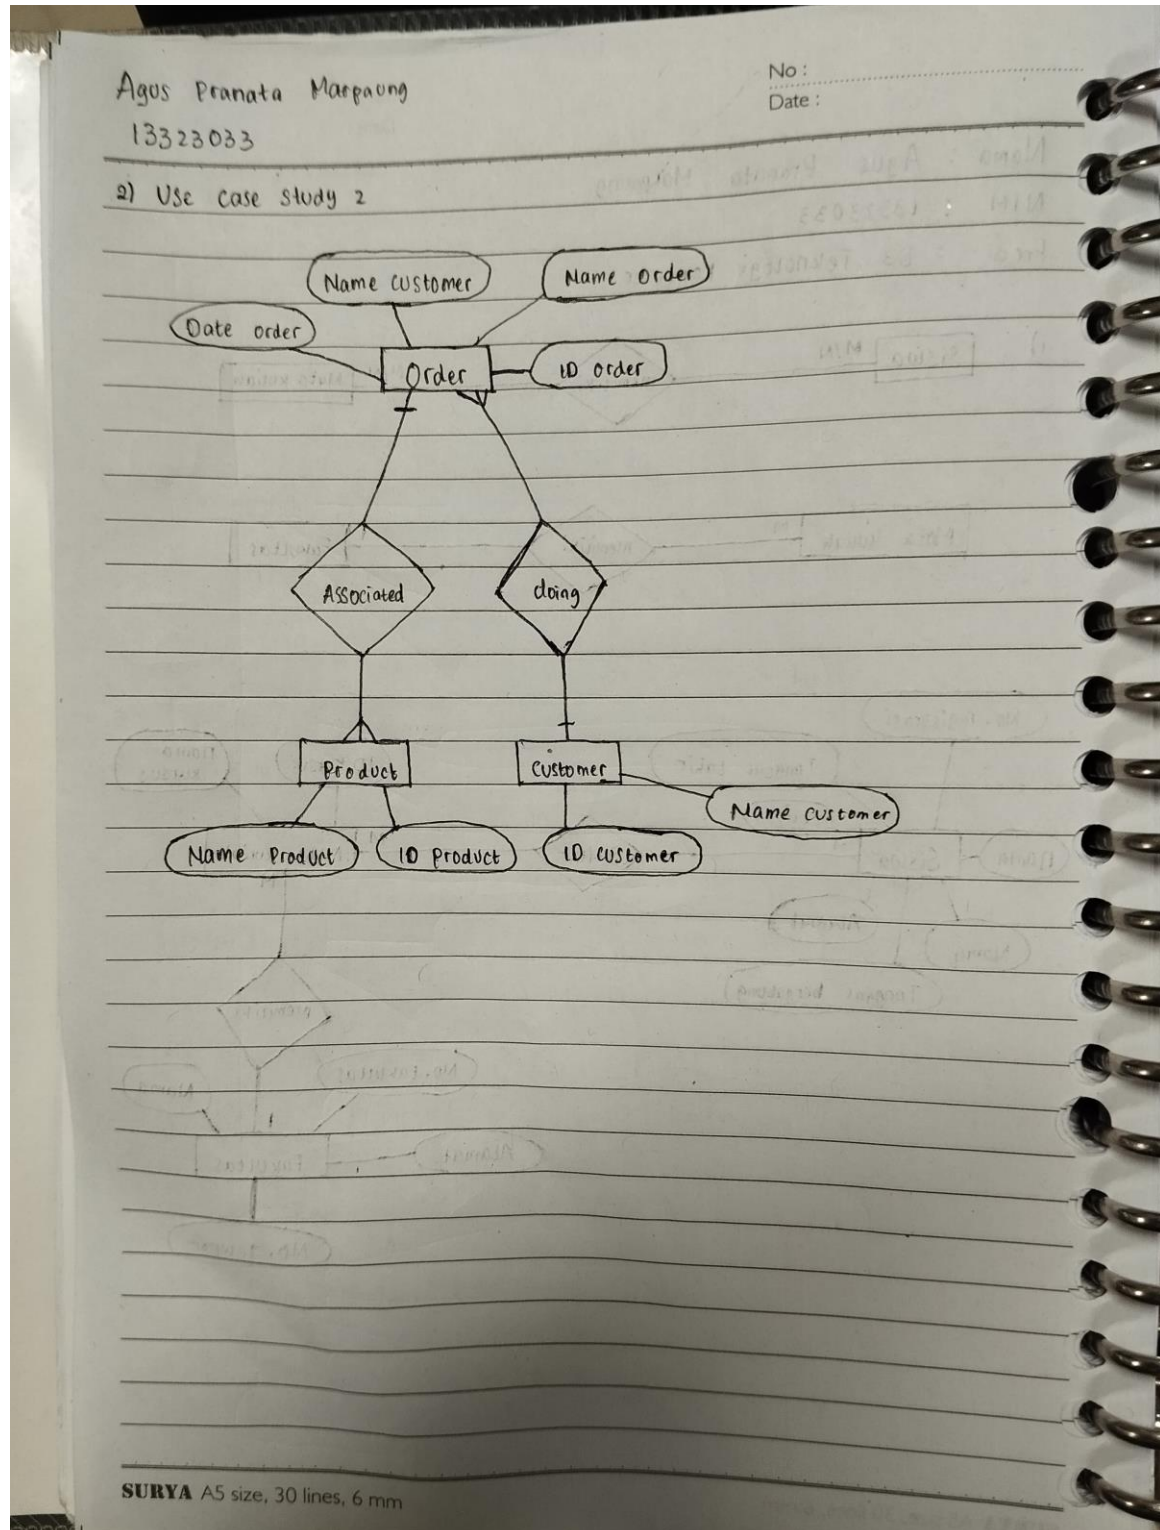 Agus Pranata Marpaung
No :
13323033
Date :
2) Use case study 2
Name customer
Name order
Date order
Order
ID order
Associated
doing
Product
Customer
Name customer
Name Product
ID product
ID customer
SURYA A5 size, 30 lines, 6 mm